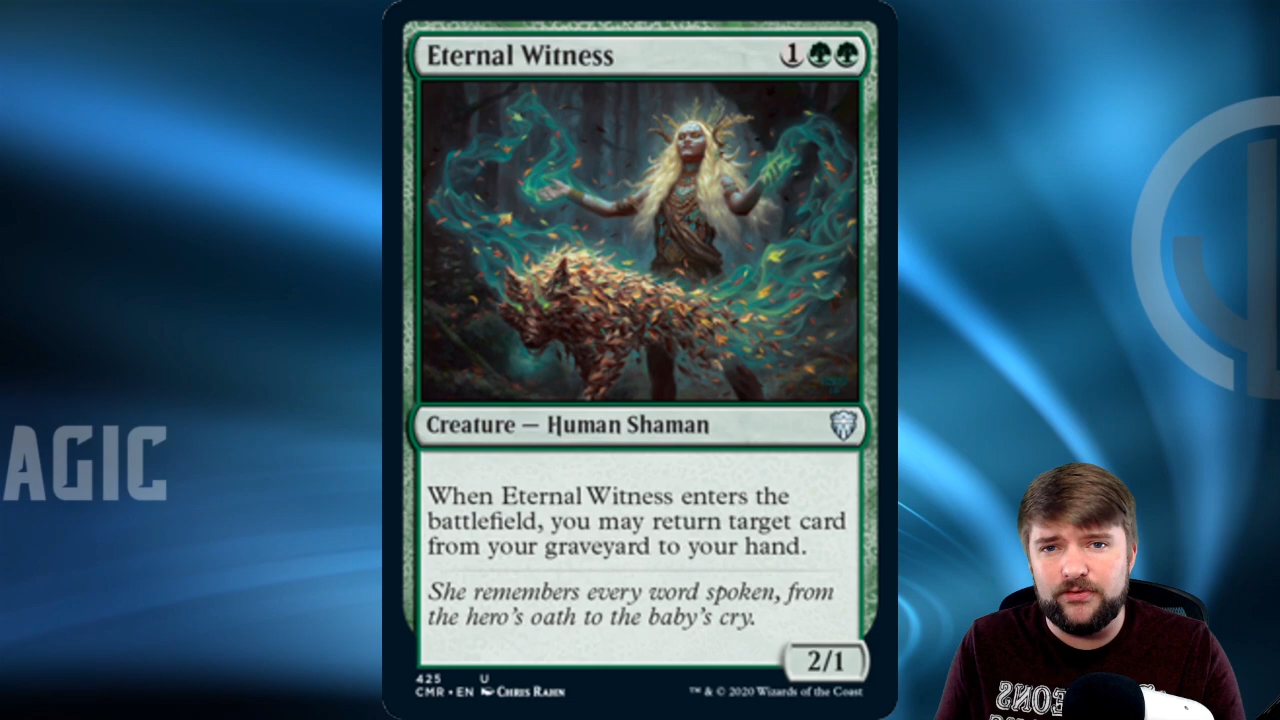 Eternal Witness
1
Creature — Human Shaman
AGIC
When Eternal Witness enters the
battlefield, you may return target card
from your graveyard to your hand.
She remembers every word spoken, from
the hero's oath to the baby's cry.
2/1
425 U
CMR • EN Chris Rahn
™ & © 2020 Wizards of the Coast